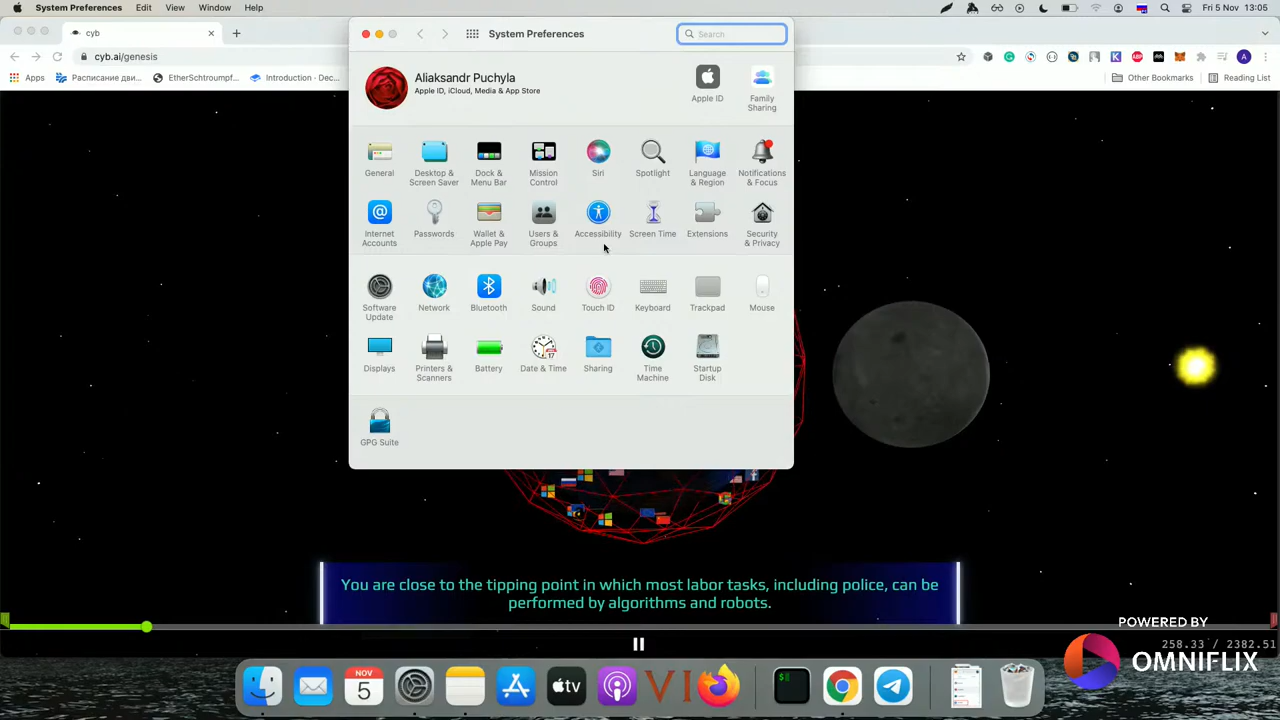 System Preferences Edit View Window Help
Fri 5 Nov 13:05
cyb
cyb.ai/genesis
A
Apps
Расписание дви...
EtherSchtroumpf...
Introduction · Dec...
Other Bookmarks
Reading List
System Preferences
Search
Aliaksandr Puchyla
Apple ID, iCloud, Media & App Store
Apple ID
Family
Sharing
General
Desktop &
Screen Saver
Dock &
Menu Bar
Mission
Control
Siri
Spotlight
Language
& Region
Notifications
& Focus
Internet
Accounts
Passwords
Wallet &
Apple Pay
Users &
Groups
Accessibility
Screen Time
Extensions
Security
& Privacy
Software
Update
Network
Bluetooth
Sound
Touch ID
Keyboard
Trackpad
Mouse
Displays
Printers &
Scanners
Battery
Date & Time
Sharing
Time
Machine
Startup
Disk
GPG Suite
You are close to the tipping point in which most labor tasks, including police, can be
performed by algorithms and robots.
POWERED BY
258.33 / 2382.51
OMNIFLIX
NOV
5
tv
VI